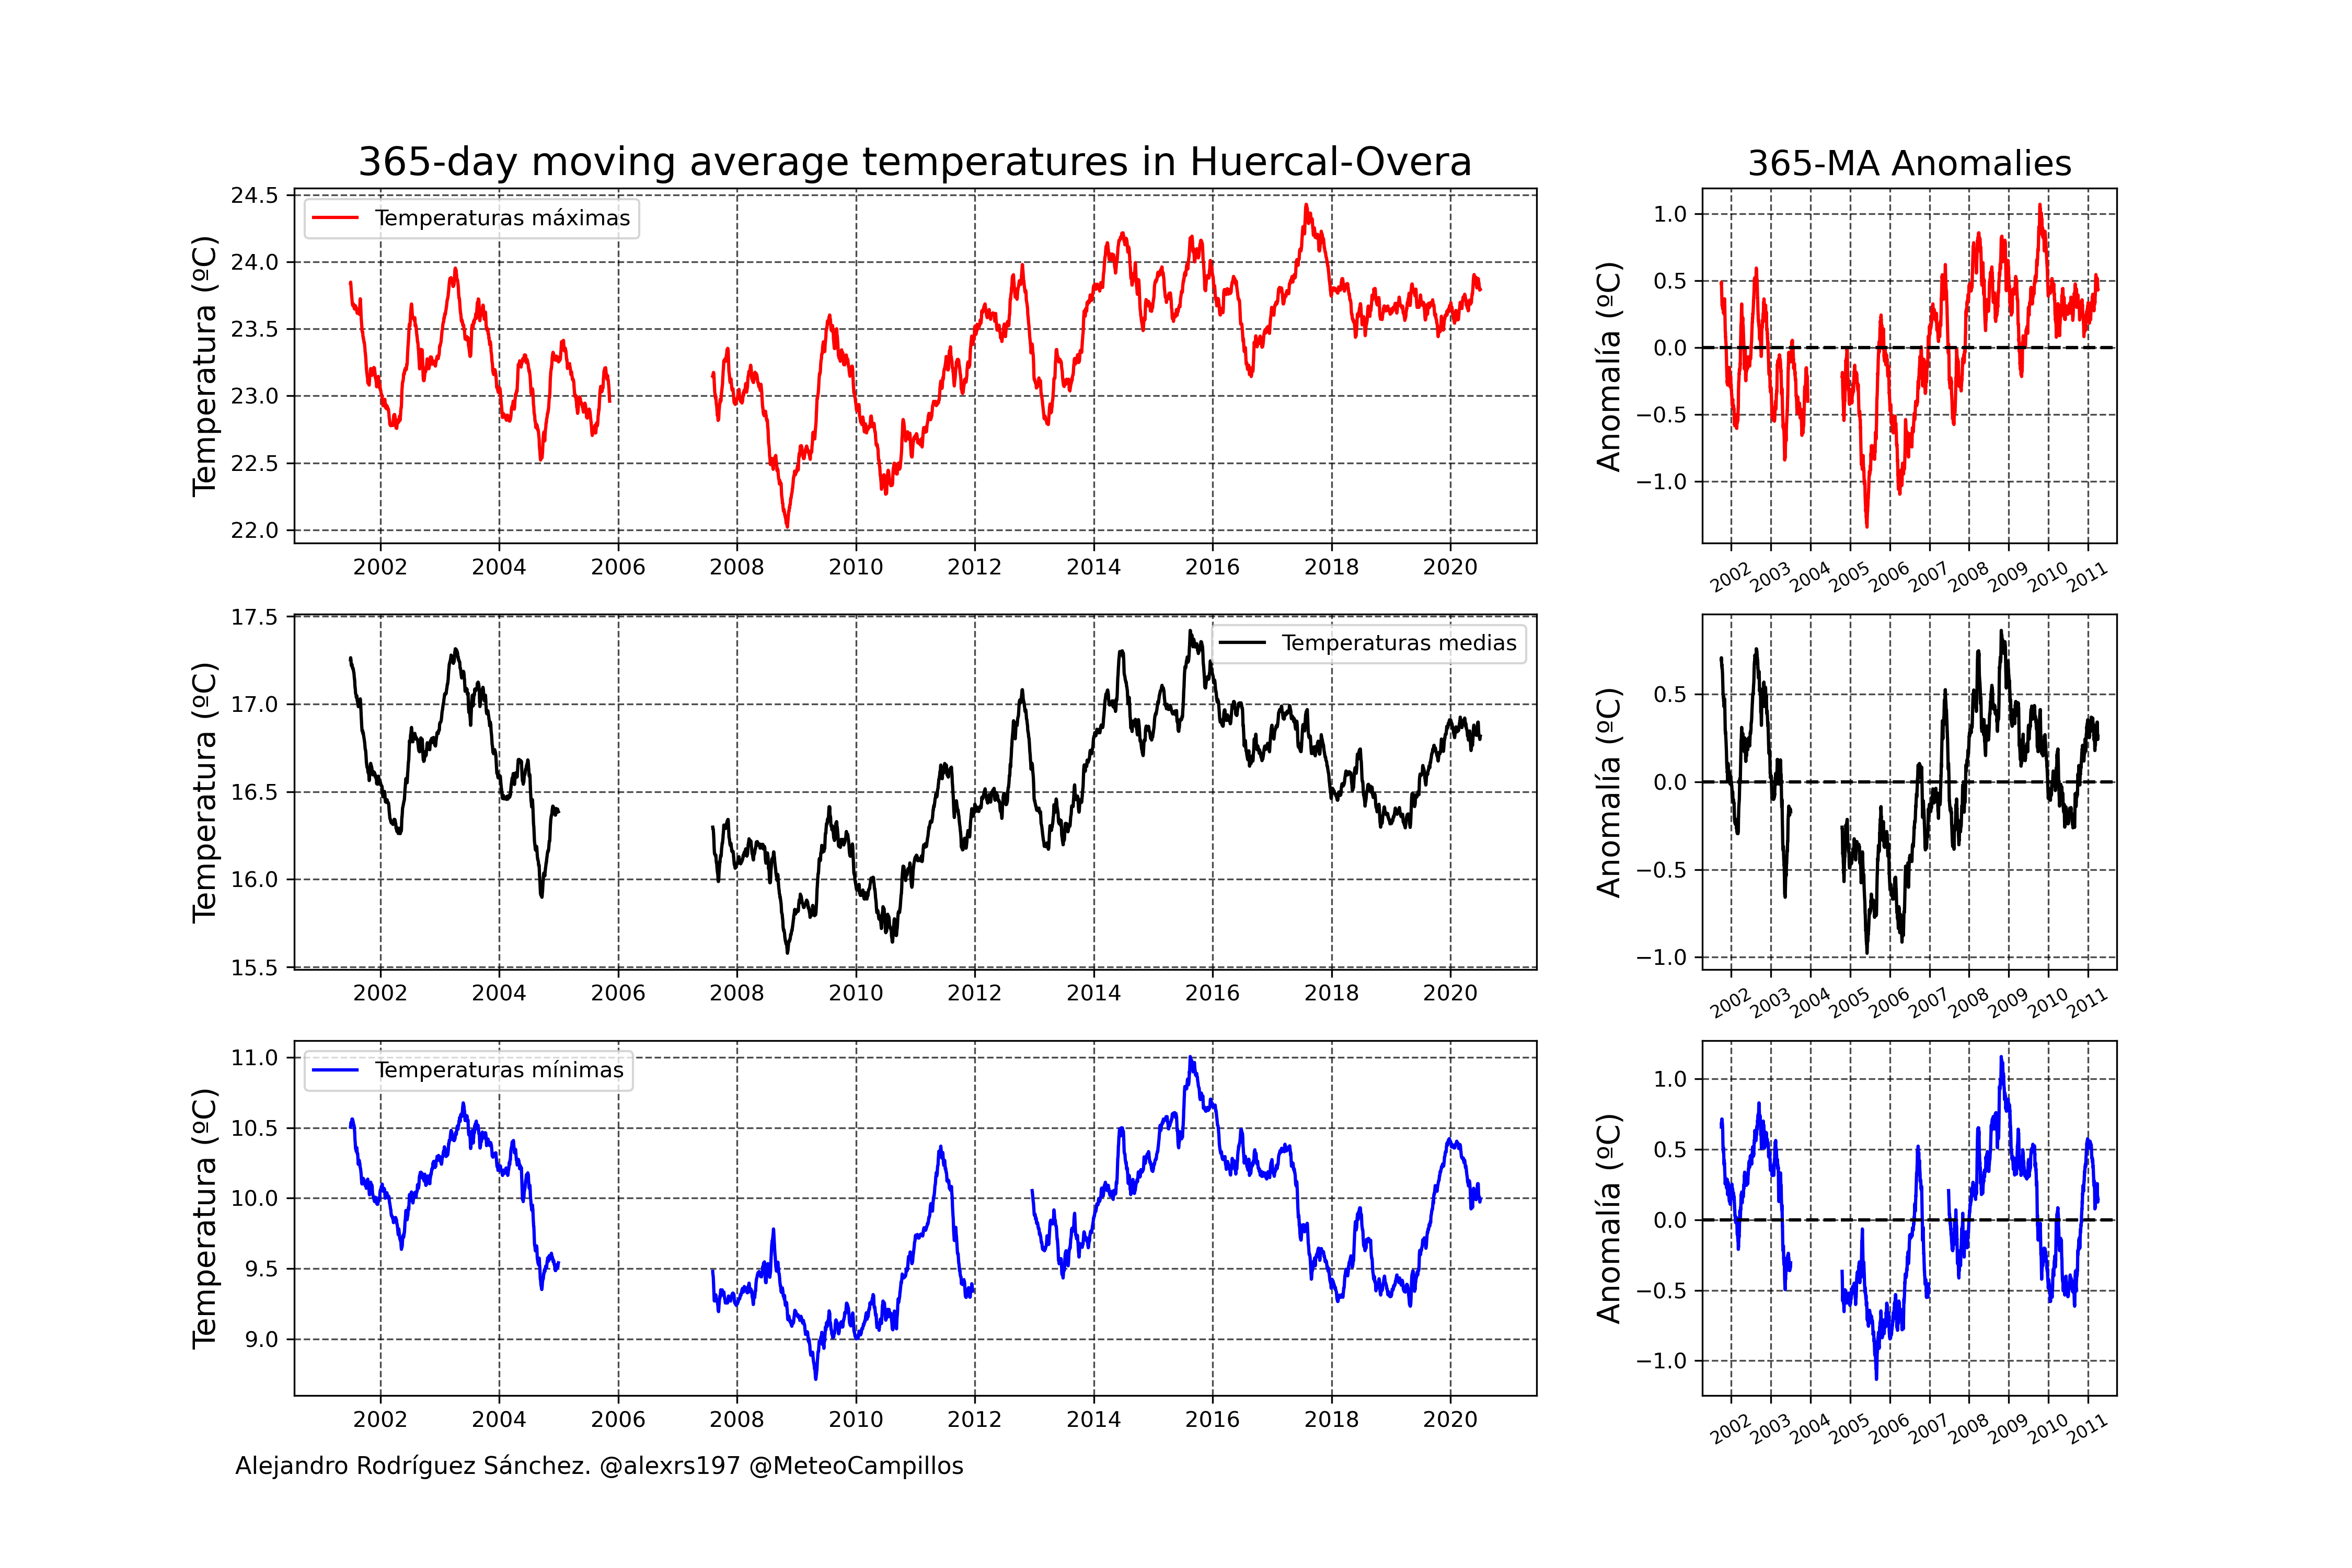 365-day moving average temperatures in Huercal-Overa
Temperatura (ºC)
24.5
24.0
23.5
23.0
22.5
22.0
Temperaturas máximas
2002 2004 2006 2008 2010 2012 2014 2016 2018 2020
365-MA Anomalies
Anomalía (ºC)
1.0
0.5
0.0
−0.5
−1.0
2002 2003 2004 2005 2006 2007 2008 2009 2010 2011
Temperatura (ºC)
17.5
17.0
16.5
16.0
15.5
Temperaturas medias
2002 2004 2006 2008 2010 2012 2014 2016 2018 2020
Anomalía (ºC)
0.5
0.0
−0.5
−1.0
2002 2003 2004 2005 2006 2007 2008 2009 2010 2011
Temperatura (ºC)
11.0
10.5
10.0
9.5
9.0
Temperaturas mínimas
2002 2004 2006 2008 2010 2012 2014 2016 2018 2020
Anomalía (ºC)
1.0
0.5
0.0
−0.5
−1.0
2002 2003 2004 2005 2006 2007 2008 2009 2010 2011
Alejandro Rodríguez Sánchez. @alexrs197 @MeteoCampillos